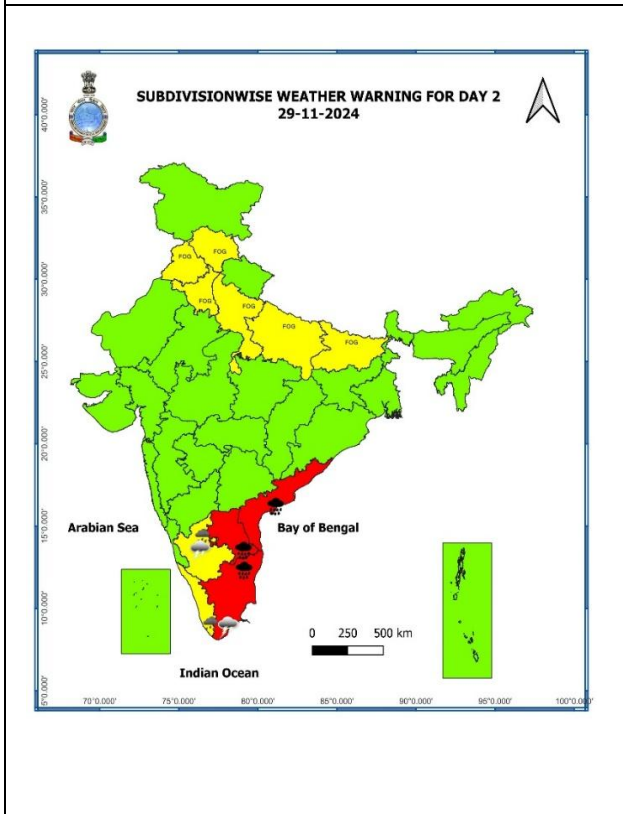 SUBDIVISIONWISE WEATHER WARNING FOR DAY 2
29-11-2024
40°0.000'
35°0.000'
30°0.000'
25°0.000'
20°0.000'
15°0.000'
10°0.000'
5°0.000'
FOG
FOG
FOG
FOG
FOG
FOG
Arabian Sea
Bay of Bengal
0 250 500 km
Indian Ocean
70°0.000' 75°0.000' 80°0.000' 85°0.000' 90°0.000' 95°0.000' 100°0.000'